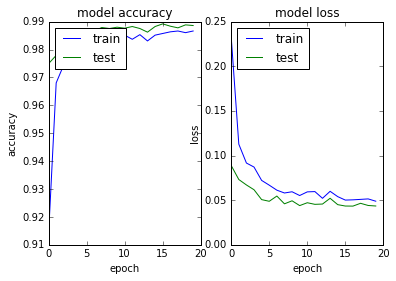 model accuracy
0.99
0.98
0.97
0.96
0.95
0.94
0.93
0.92
0.91
accuracy
train
test
0 5 10 15 20
epoch
model loss
0.25
0.20
0.15
0.10
0.05
0.00
loss
train
test
0 5 10 15 20
epoch